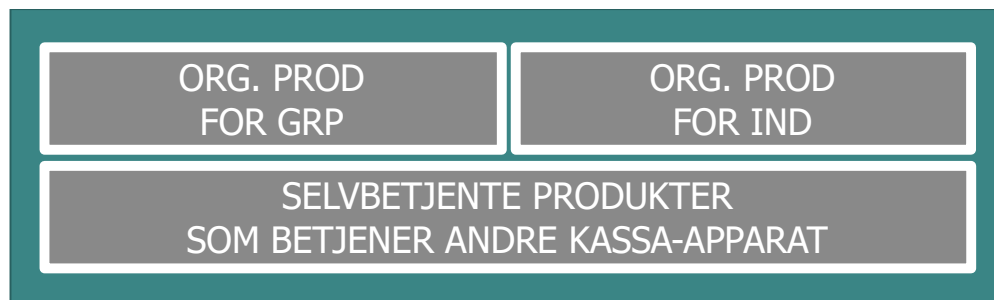 ORG. PROD
FOR GRP
ORG. PROD
FOR IND
SELVBETJENTE PRODUKTER
SOM BETJENER ANDRE KASSA-APPARAT